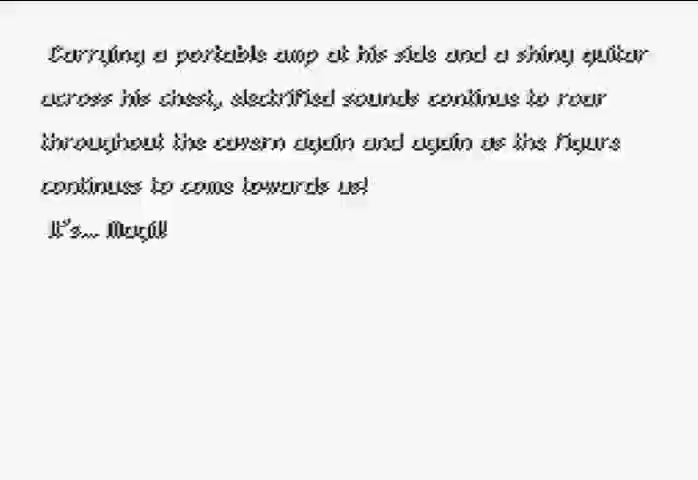 Carrying a portable amp at his side and a shiny guitar
across his chest, electrified sounds continue to roar
throughout the cavern again and again as the figure
continues to come towards us!
It's... Magi!